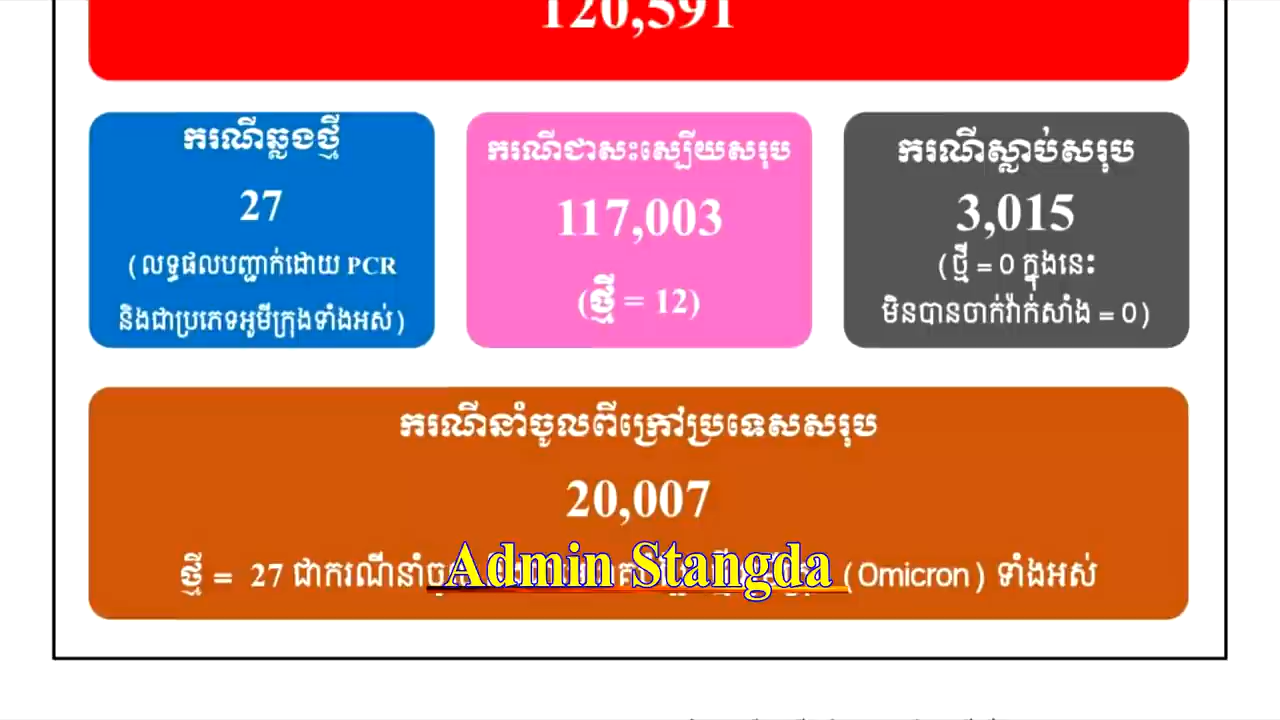 120,591
ករណីឆ្លងថ្មី
27
(លទ្ធផលបញ្ជាក់ដោយ PCR
និងជាប្រភេទអូមីក្រុងទាំងអស់)
ករណីជាសះស្បើយសរុប
117,003
(ថ្មី = 12)
ករណីស្លាប់សរុប
3,015
(ថ្មី = 0 ក្នុងនេះ
មិនបានចាក់វ៉ាក់សាំង = 0)
ករណីនាំចូលពីក្រៅប្រទេសសរុប
20,007
ថ្មី = 27 ជាករណីនាំចូល (Omicron) ទាំងអស់
Admin Stangda